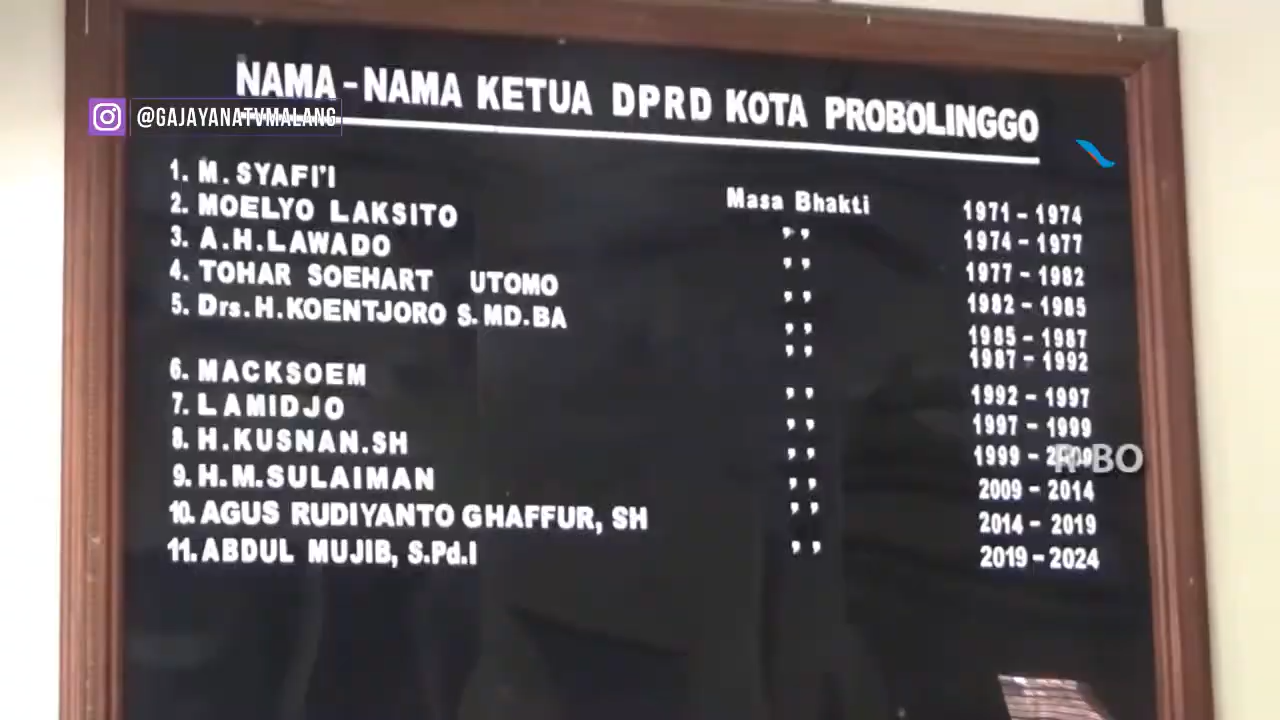 NAMA-NAMA KETUA DPRD KOTA PROBOLINGGO
@GAJAYANATVMALANG
1. M. SYAFI'I Masa Bhakti 1971 - 1974
2. MOELYO LAKSITO ,, 1974 - 1977
3. A.H.LAWADO ,, 1977 - 1982
4. TOHAR SOEHART UTOMO ,, 1982 - 1985
5. Drs.H.KOENTJORO S.MD.BA ,, 1985 - 1987
,, 1987 - 1992
6. MACKSOEM ,, 1992 - 1997
7. LAMIDJO ,, 1997 - 1999
8. H.KUSNAN.SH ,, 1999 - 2009
9. H.M.SULAIMAN ,, 2009 - 2014
10. AGUS RUDIYANTO GHAFFUR, SH ,, 2014 - 2019
11. ABDUL MUJIB, S.Pd.I ,, 2019 - 2024